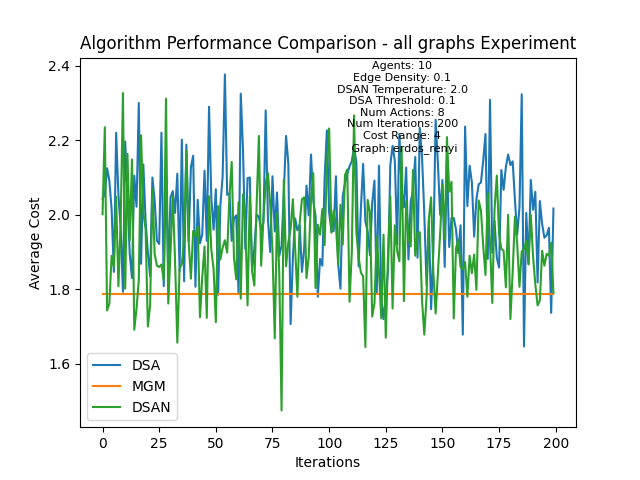 Algorithm Performance Comparison - all graphs Experiment
Agents: 10
Edge Density: 0.1
DSAN Temperature: 2.0
DSA Threshold: 0.1
Num Actions: 8
Num Iterations: 200
Cost Range: 4
Graph: erdos_renyi
2.4
2.2
2.0
1.8
1.6
Average Cost
DSA
MGM
DSAN
0 25 50 75 100 125 150 175 200
Iterations